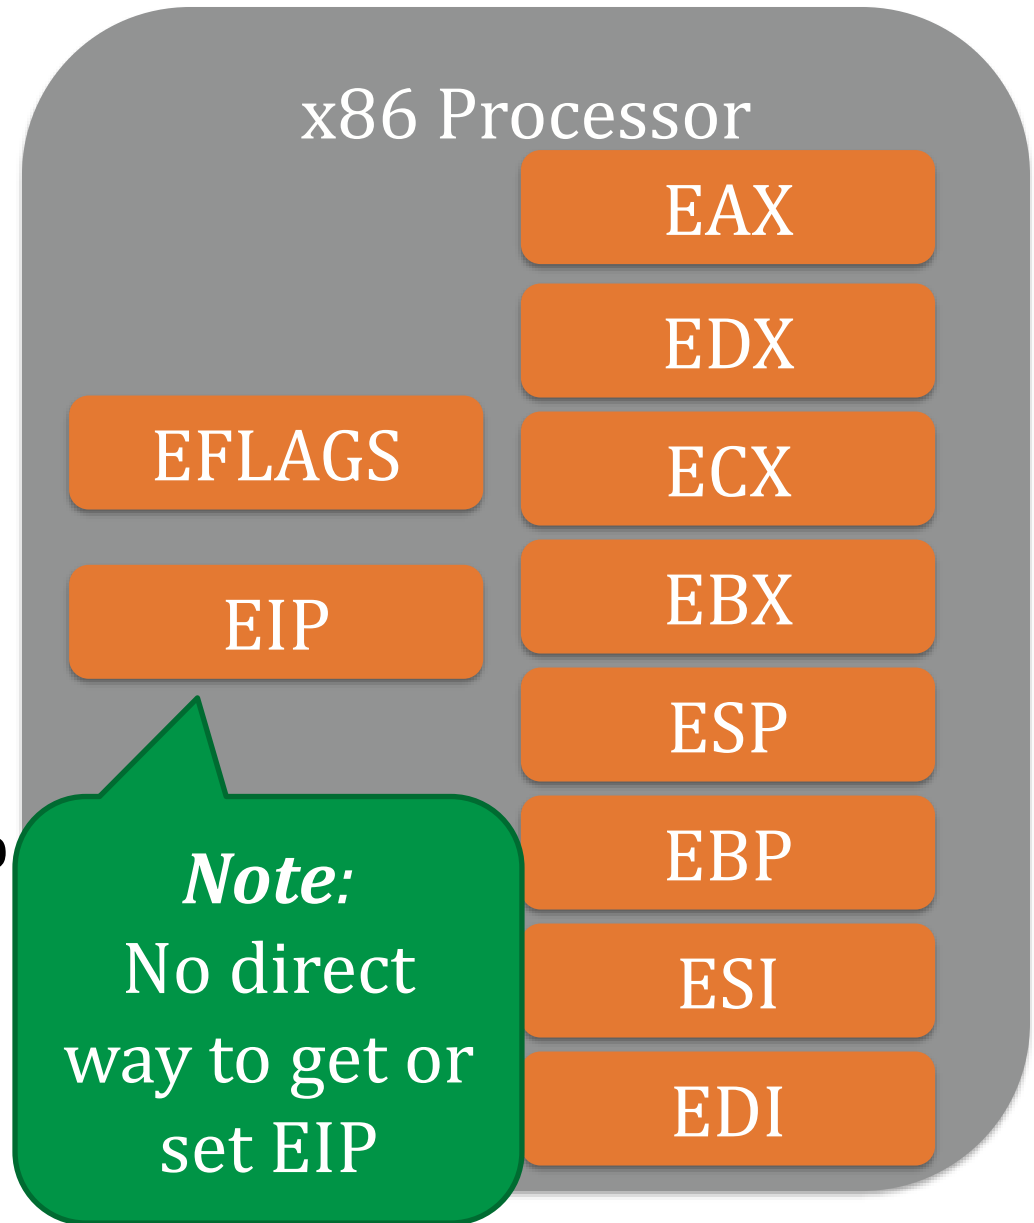 x86 Processor
EAX
EDX
EFLAGS
ECX
EIP
EBX
ESP
EBP
ESI
EDI
Note:
No direct
way to get or
set EIP